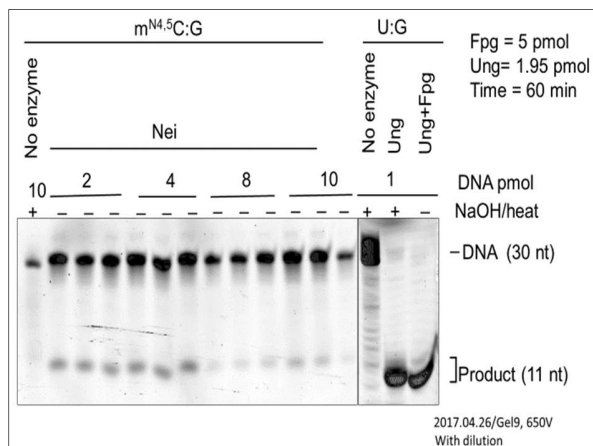 m^N4,5C:G
U:G
Fpg = 5 pmol
Ung= 1.95 pmol
Time = 60 min
No enzyme
Nei
No enzyme
Ung
Ung+Fpg
10 2 4 8 10 1 DNA pmol
+ – – – – – – – – – – – – + + – NaOH/heat
–DNA (30 nt)
Product (11 nt)
2017.04.26/Gel9, 650V
With dilution